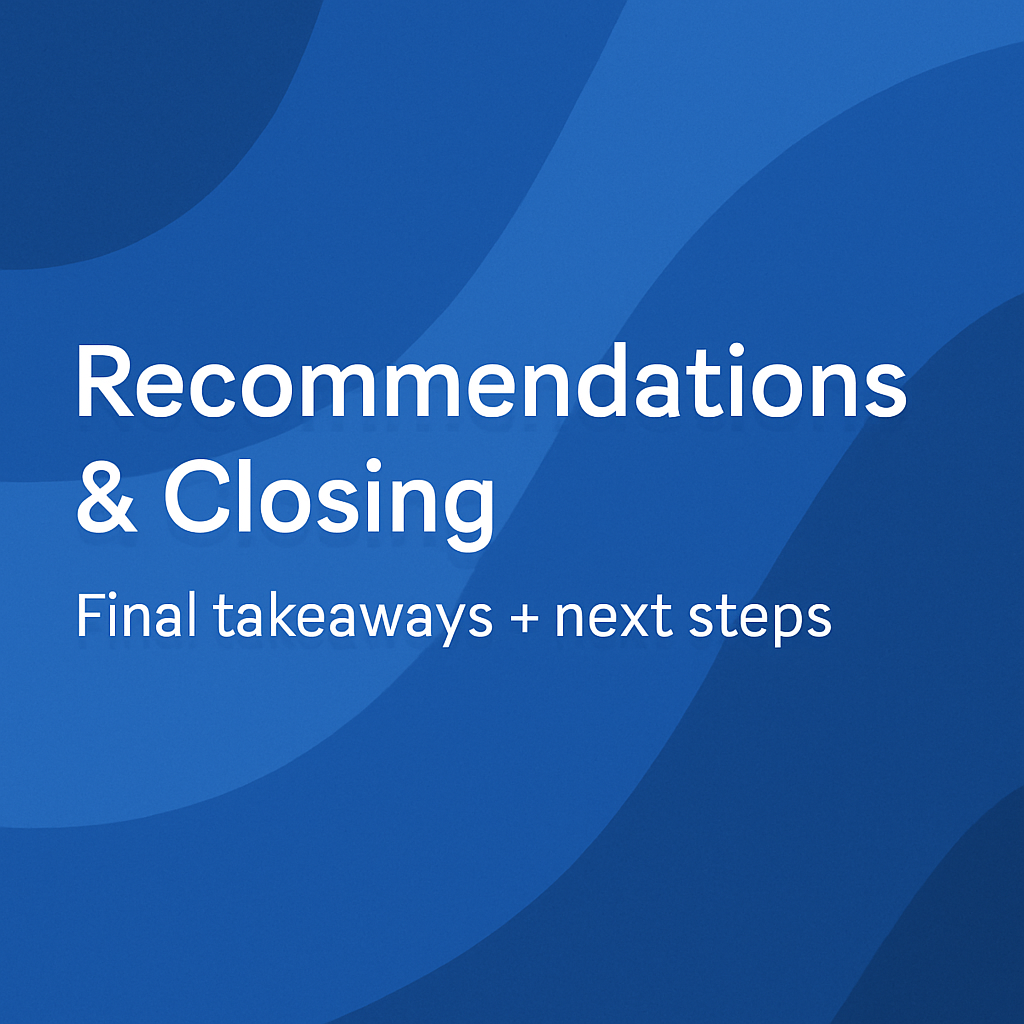 Recommendations
& Closing
Final takeaways + next steps